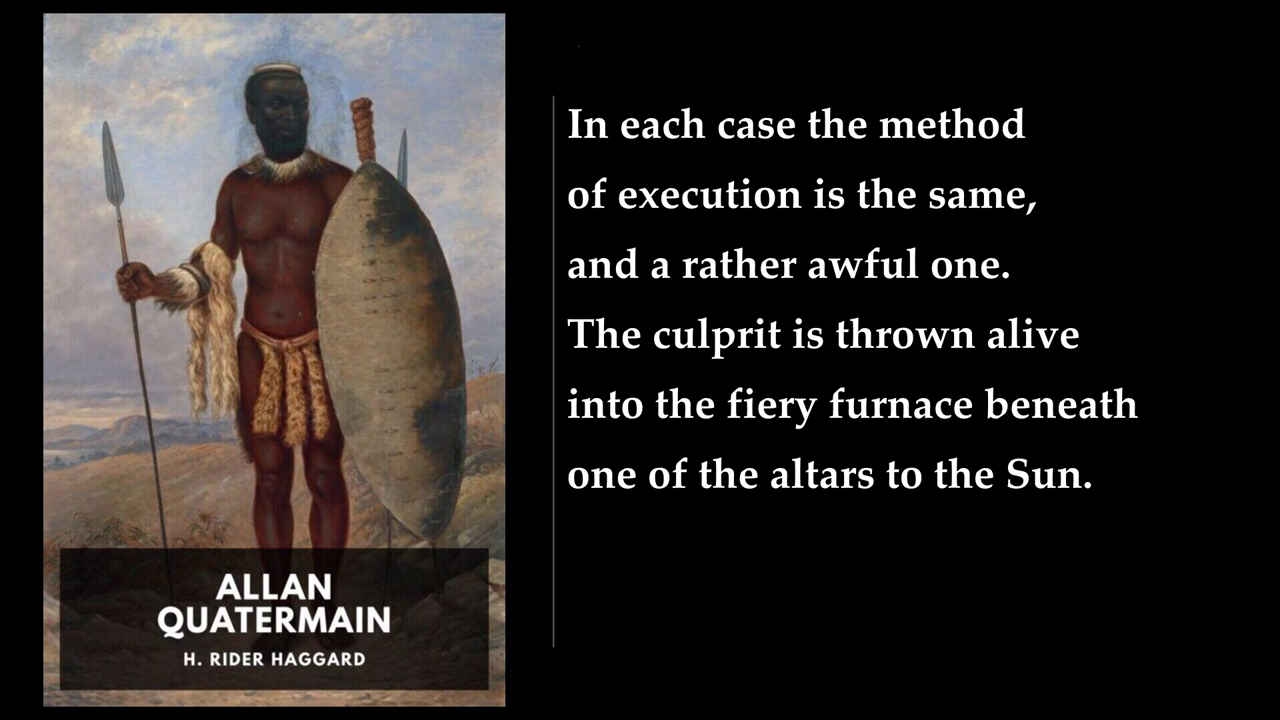 ALLAN
QUATERMAIN
H. RIDER HAGGARD
In each case the method
of execution is the same,
and a rather awful one.
The culprit is thrown alive
into the fiery furnace beneath
one of the altars to the Sun.